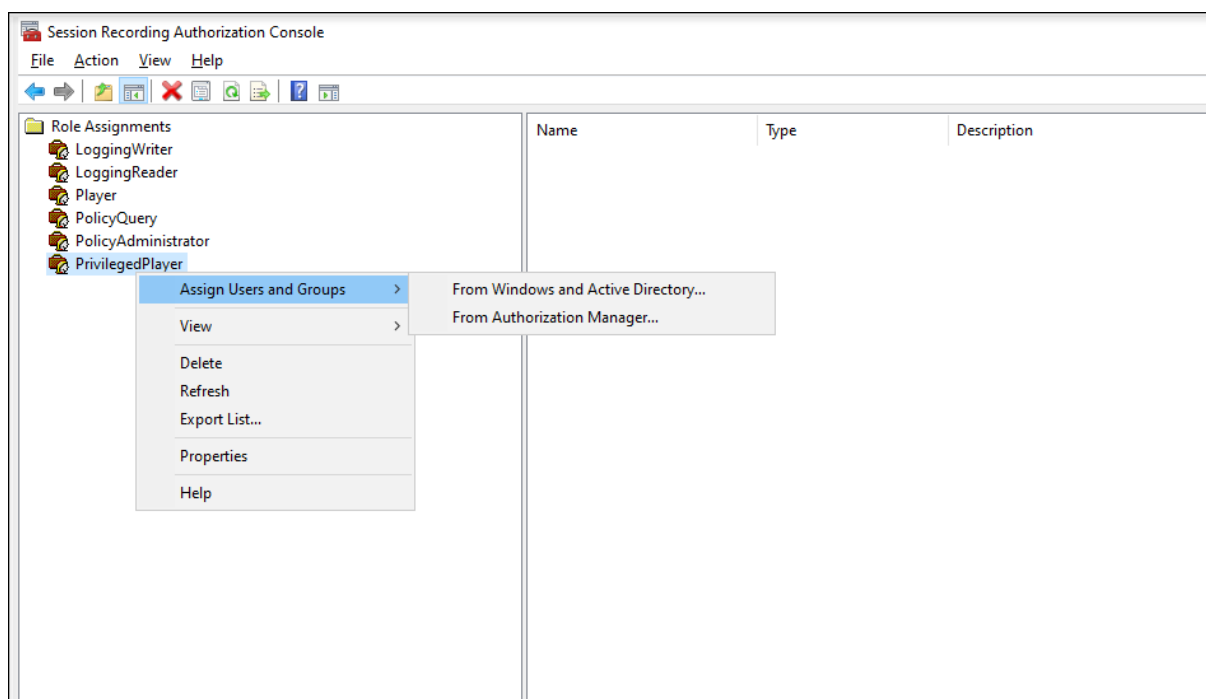 Session Recording Authorization Console
File Action View Help
Role Assignments
LoggingWriter
LoggingReader
Player
PolicyQuery
PolicyAdministrator
PrivilegedPlayer
Name Type Description
Assign Users and Groups
View
Delete
Refresh
Export List...
Properties
Help
From Windows and Active Directory...
From Authorization Manager...